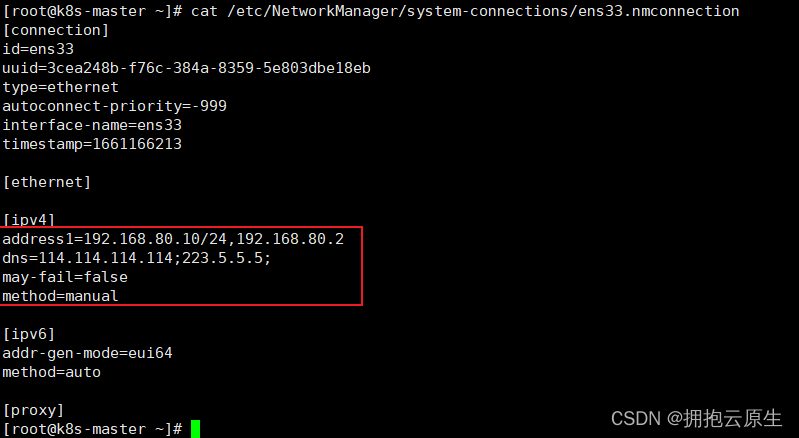 [root@k8s-master ~]# cat /etc/NetworkManager/system-connections/ens33.nmconnection
[connection]
id=ens33
uuid=3cea248b-f76c-384a-8359-5e803dbe18eb
type=ethernet
autoconnect-priority=-999
interface-name=ens33
timestamp=1661166213
[ethernet]
[ipv4]
address1=192.168.80.10/24,192.168.80.2
dns=114.114.114.114;223.5.5.5;
may-fail=false
method=manual
[ipv6]
addr-gen-mode=eui64
method=auto
[proxy]
[root@k8s-master ~]#
CSDN @拥抱云原生